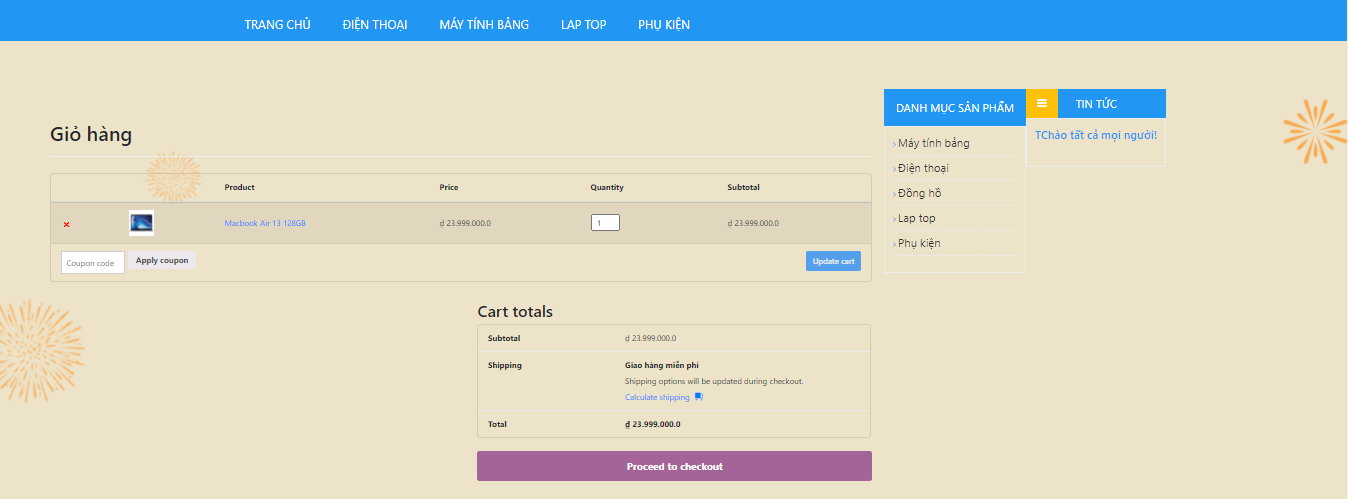 TRANG CHỦ ĐIỆN THOẠI MÁY TÍNH BẢNG LAP TOP PHỤ KIỆN
Giỏ hàng
Product Price Quantity Subtotal
× Macbook Air 13 128GB ₫ 23.999.000.0 1 ₫ 23.999.000.0
Coupon code Apply coupon Update cart
Cart totals
Subtotal ₫ 23.999.000.0
Shipping Giao hàng miễn phí
Shipping options will be updated during checkout.
Calculate shipping
Total ₫ 23.999.000.0
Proceed to checkout
DANH MỤC SẢN PHẨM
› Máy tính bảng
› Điện thoại
› Đồng hồ
› Lap top
› Phụ kiện
TIN TỨC
TChào tất cả mọi người!